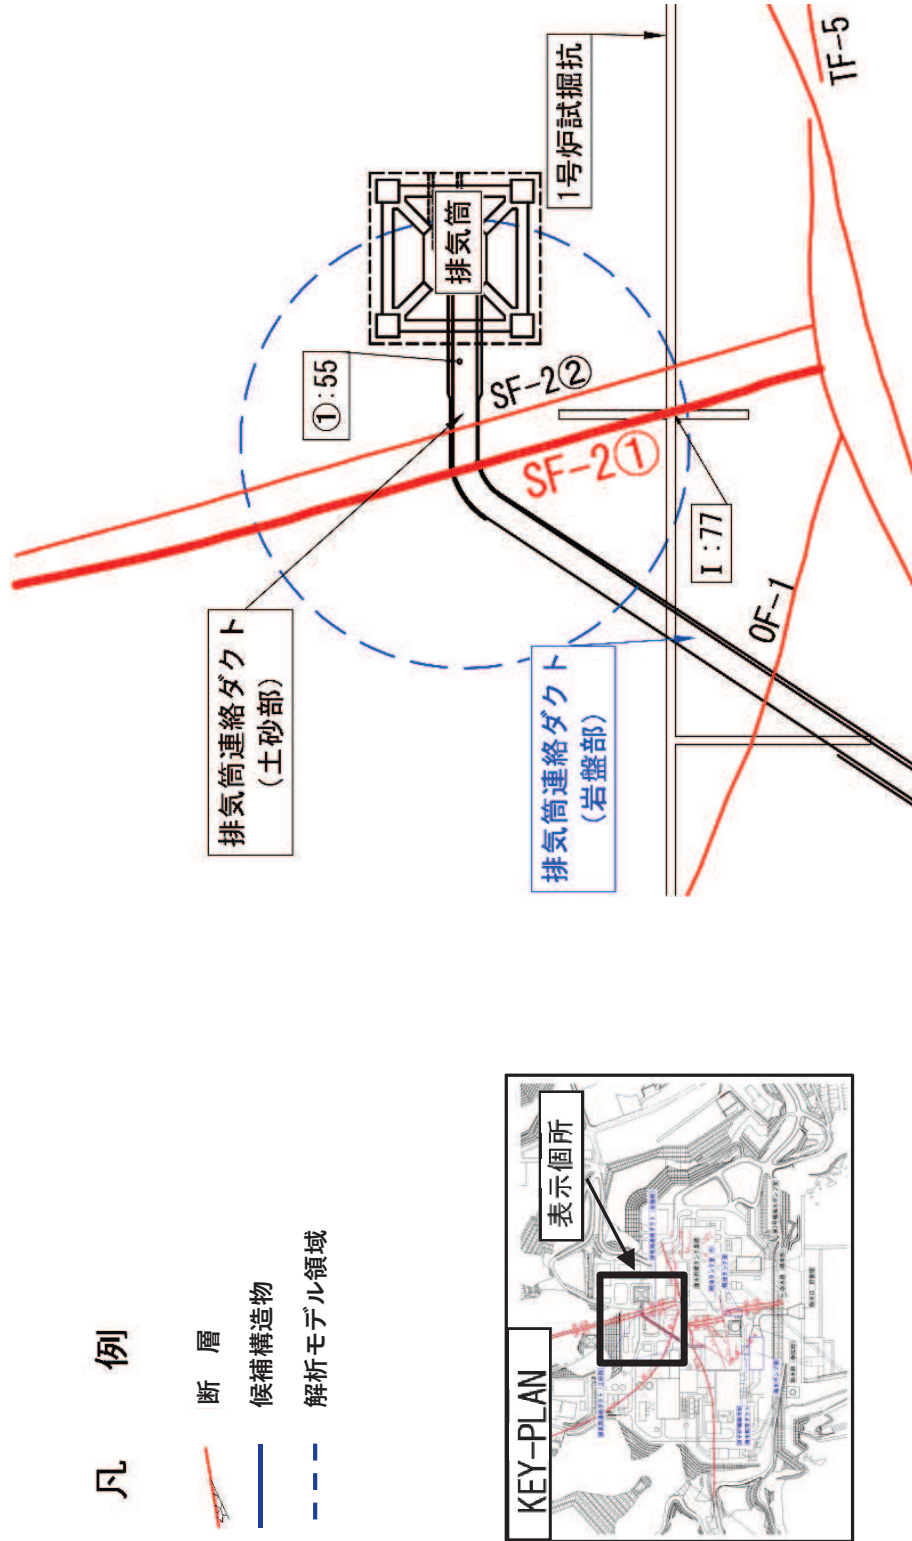 1号炉試掘抗
TF-5
排気筒
①:55
SF-2②
SF-2①
I:77
OF-1
排気筒連絡ダクト
(土砂部)
排気筒連絡ダクト
(岩盤部)
凡 例
断 層
候補構造物
解析モデル領域
KEY-PLAN
表示個所